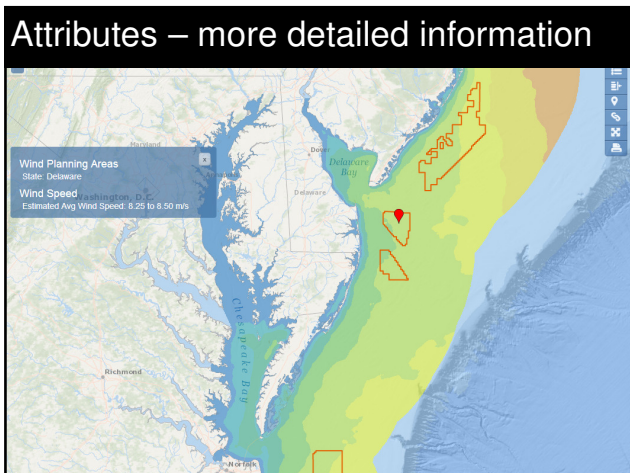 Attributes – more detailed information
Maryland
Dover
Delaware
Bay
x
Wind Planning Areas
State: Delaware
Wind Speed
Estimated Avg Wind Speed: 8.25 to 8.50 m/s
Washington, D.C.
Delaware
Chesapeake Bay
Richmond
Norfolk